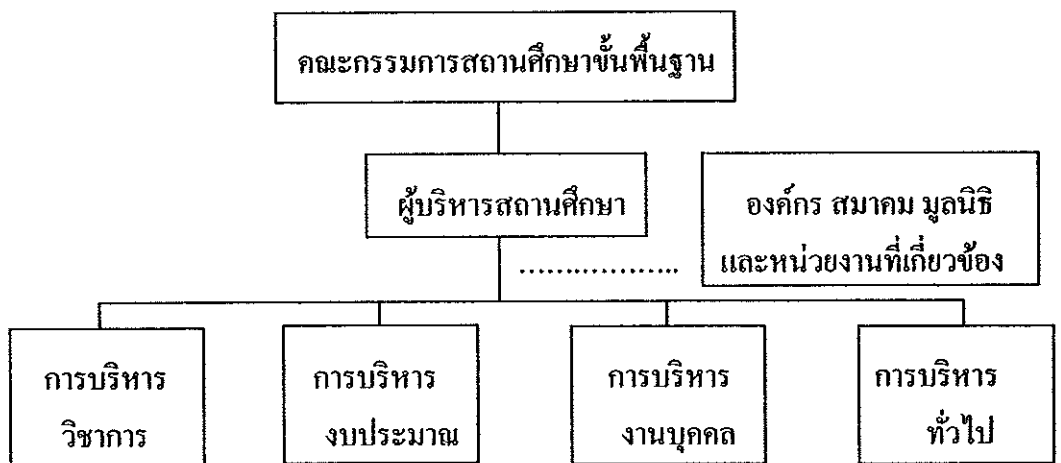 คณะกรรมการสถานศึกษาขั้นพื้นฐาน
ผู้บริหารสถานศึกษา
องค์กร สมาคม มูลนิธิ
และหน่วยงานที่เกี่ยวข้อง
...................
การบริหาร
วิชาการ
การบริหาร
งบประมาณ
การบริหาร
งานบุคคล
การบริหาร
ทั่วไป